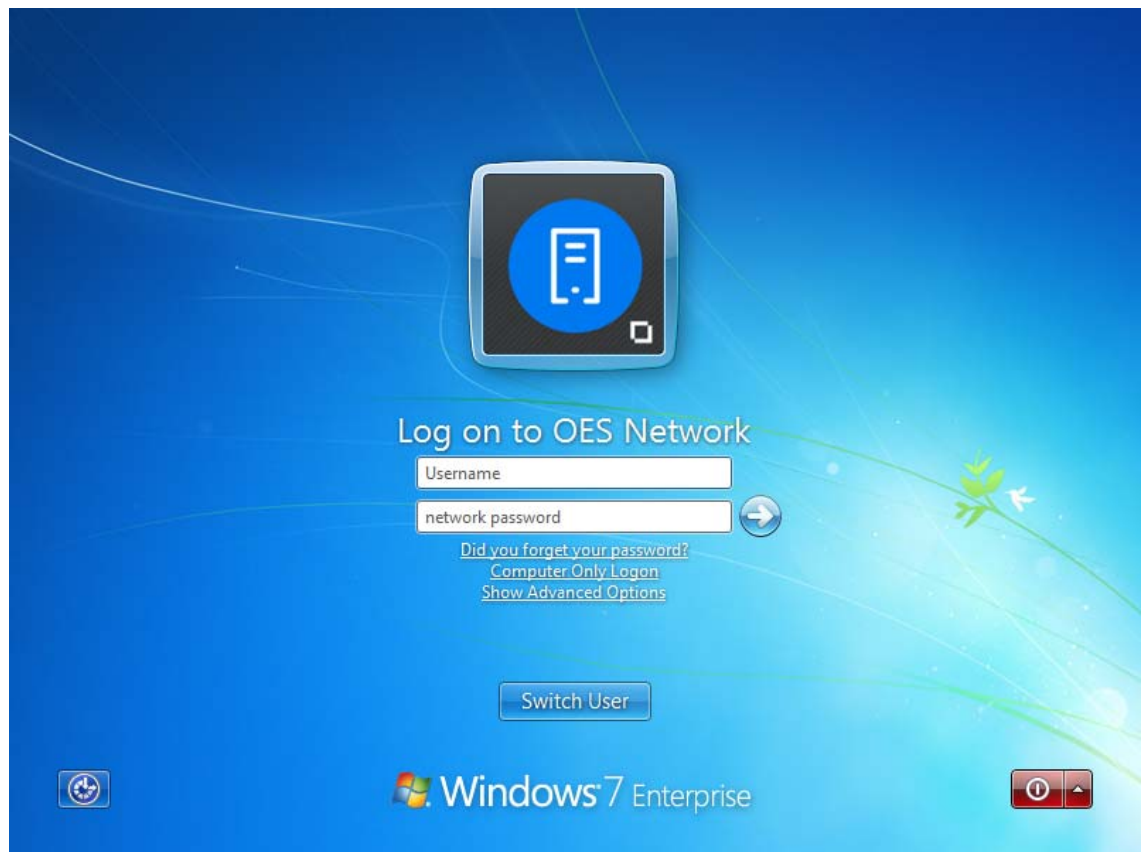 Log on to OES Network
Username
network password
Did you forget your password?
Computer Only Logon
Show Advanced Options
Switch User
Windows 7 Enterprise